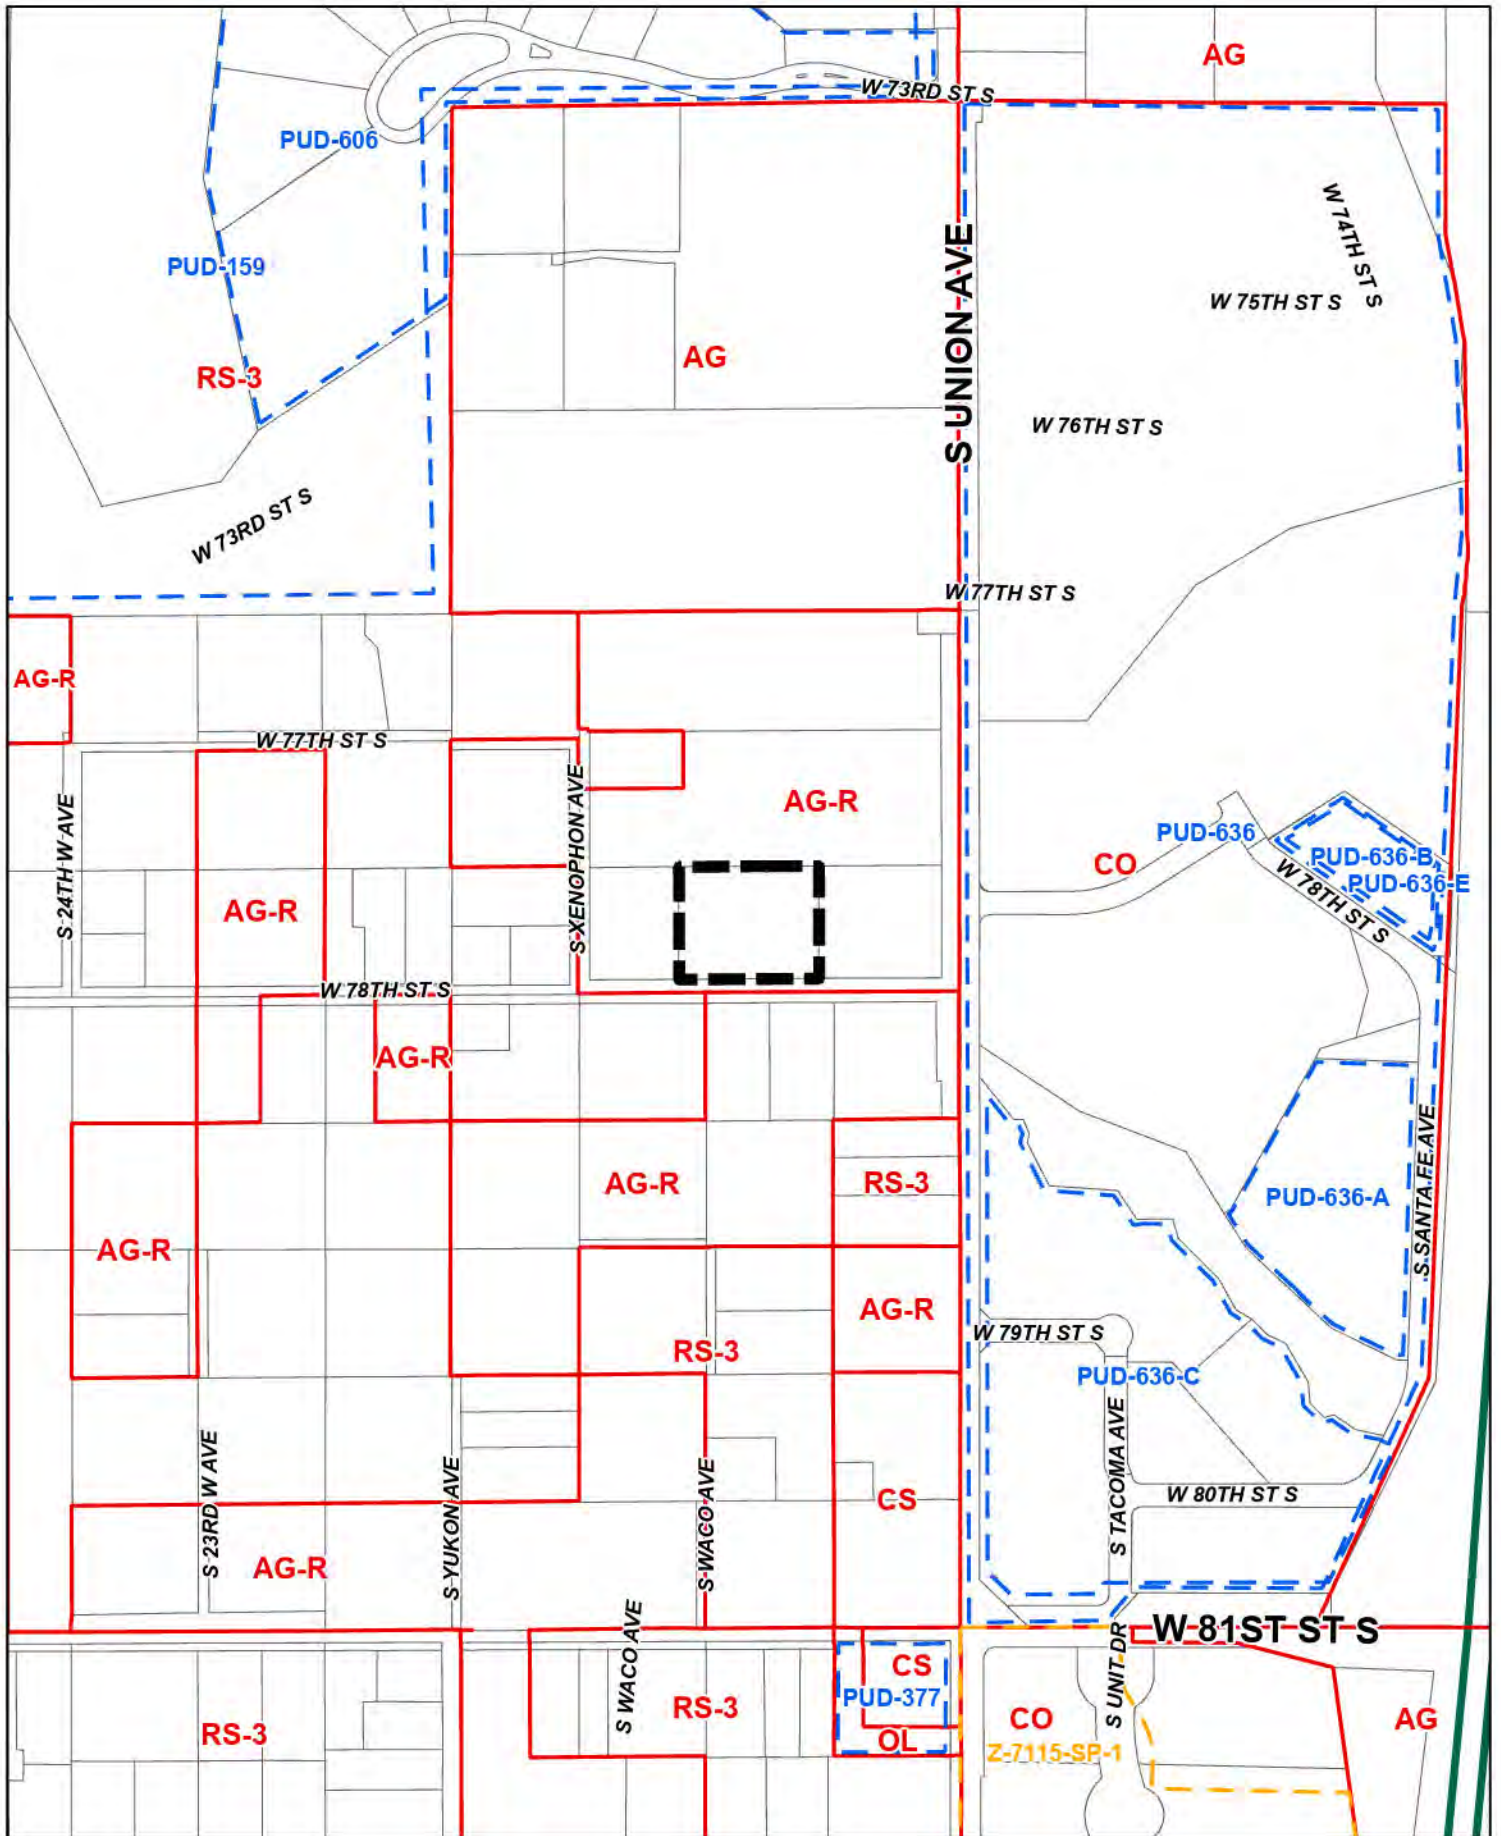 AG
W 73RD ST S
PUD-606
W 74TH ST S
PUD-159
W 75TH ST S
S UNION AVE
AG
RS-3
W 76TH ST S
W 73RD ST S
W 77TH ST S
AG-R
W 77TH ST S
AG-R
S 24TH W AVE
S XENOPHON AVE
PUD-636
CO
PUD-636-B
PUD-636-E
W 78TH ST S
AG-R
W 78TH ST S
AG-R
AG-R
RS-3
PUD-636-A
S SANTA FE AVE
AG-R
AG-R
W 79TH ST S
RS-3
PUD-636-C
S TACOMA AVE
S 23RD W AVE
S YUKON AVE
S WACO AVE
CS
W 80TH ST S
AG-R
S WACO AVE
W 81ST ST S
S UNIT DR
CS
PUD-377
RS-3
RS-3
OL
CO
AG
Z-7115-SP-1